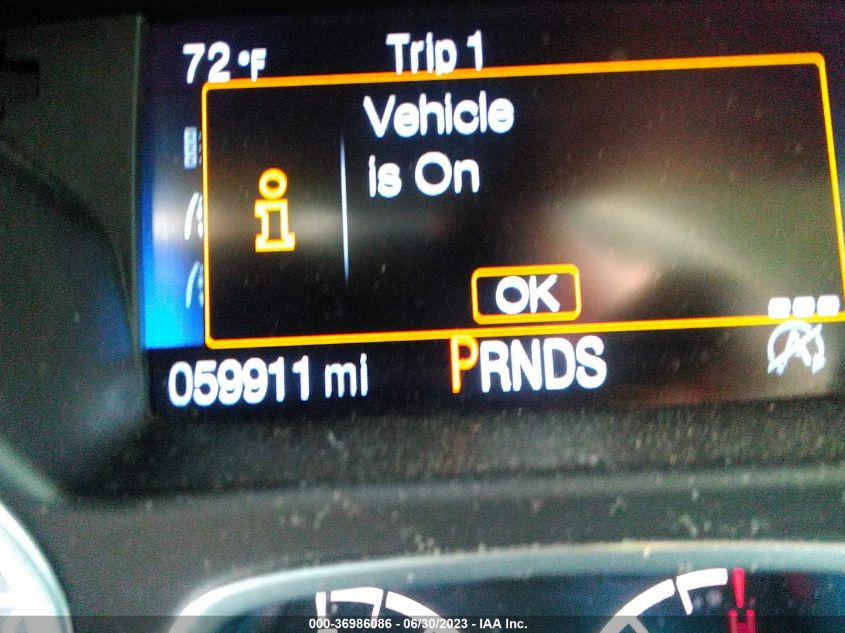 72°F Trip 1
Vehicle
is On
OK
059911 mi PRNDS
H
000-36986086 - 06/30/2023 - IAA Inc.